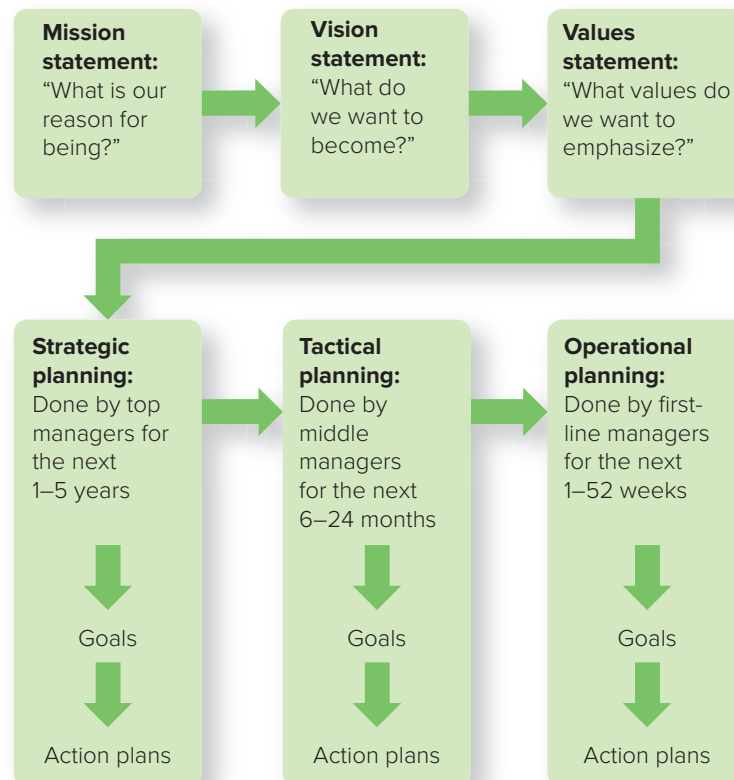 Mission
statement:
“What is our
reason for
being?”
Vision
statement:
“What do
we want to
become?”
Values
statement:
“What values do
we want to
emphasize?”
Strategic
planning:
Done by top
managers for
the next
1–5 years
Goals
Action plans
Tactical
planning:
Done by
middle
managers
for the next
6–24 months
Goals
Action plans
Operational
planning:
Done by first-
line managers
for the next
1–52 weeks
Goals
Action plans